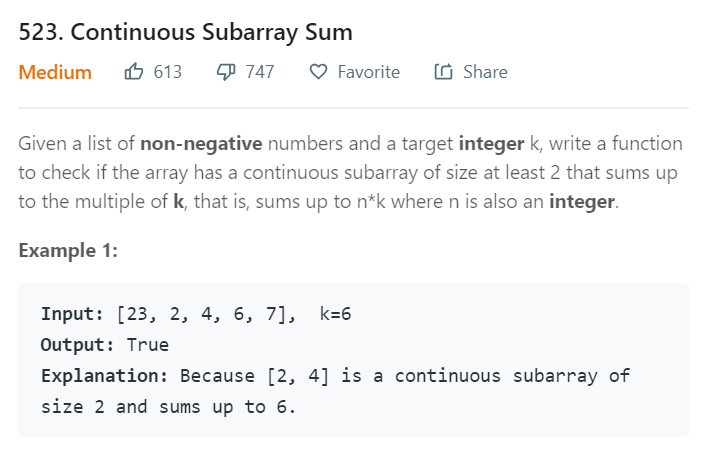 523. Continuous Subarray Sum
Medium 613 747 Favorite Share
Given a list of non-negative numbers and a target integer k, write a function
to check if the array has a continuous subarray of size at least 2 that sums up
to the multiple of k, that is, sums up to n*k where n is also an integer.
Example 1:
Input: [23, 2, 4, 6, 7],  k=6
Output: True
Explanation: Because [2, 4] is a continuous subarray of
size 2 and sums up to 6.